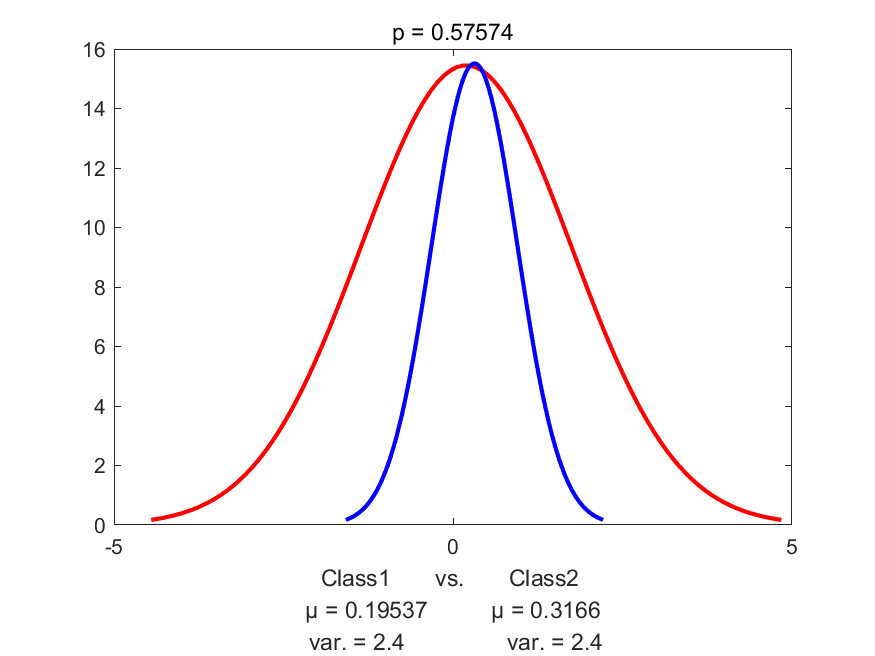 p = 0.57574
16
14
12
10
8
6
4
2
0
-5 0 5
Class1 vs. Class2
μ = 0.19537 μ = 0.3166
var. = 2.4 var. = 2.4